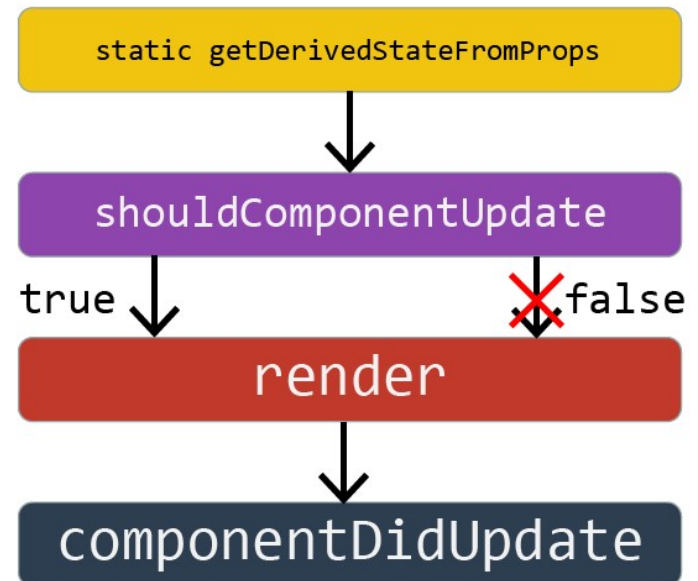 static getDerivedStateFromProps
shouldComponentUpdate
true
false
render
componentDidUpdate